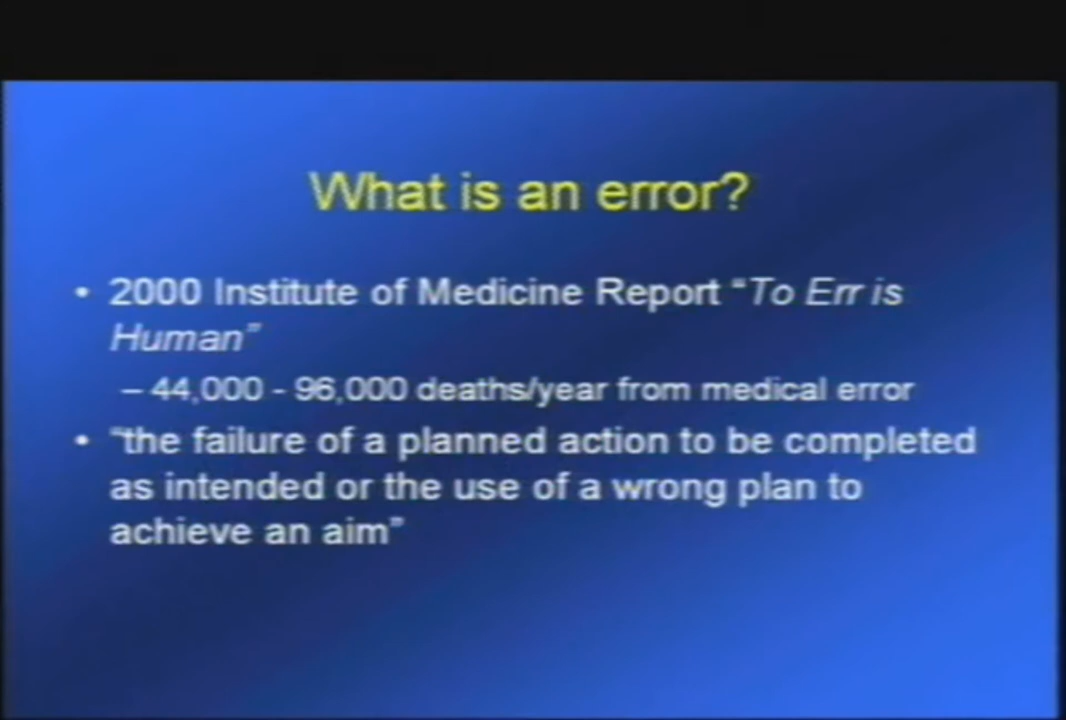 What is an error?
• 2000 Institute of Medicine Report “To Err is
Human”
– 44,000 - 96,000 deaths/year from medical error
• “the failure of a planned action to be completed
as intended or the use of a wrong plan to
achieve an aim”